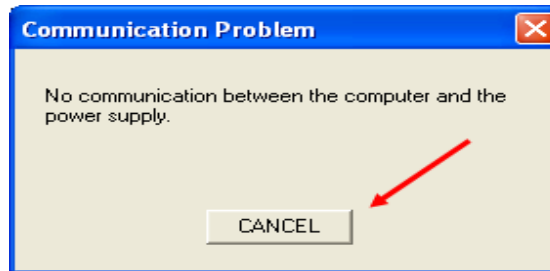 Communication Problem
No communication between the computer and the
power supply.
CANCEL